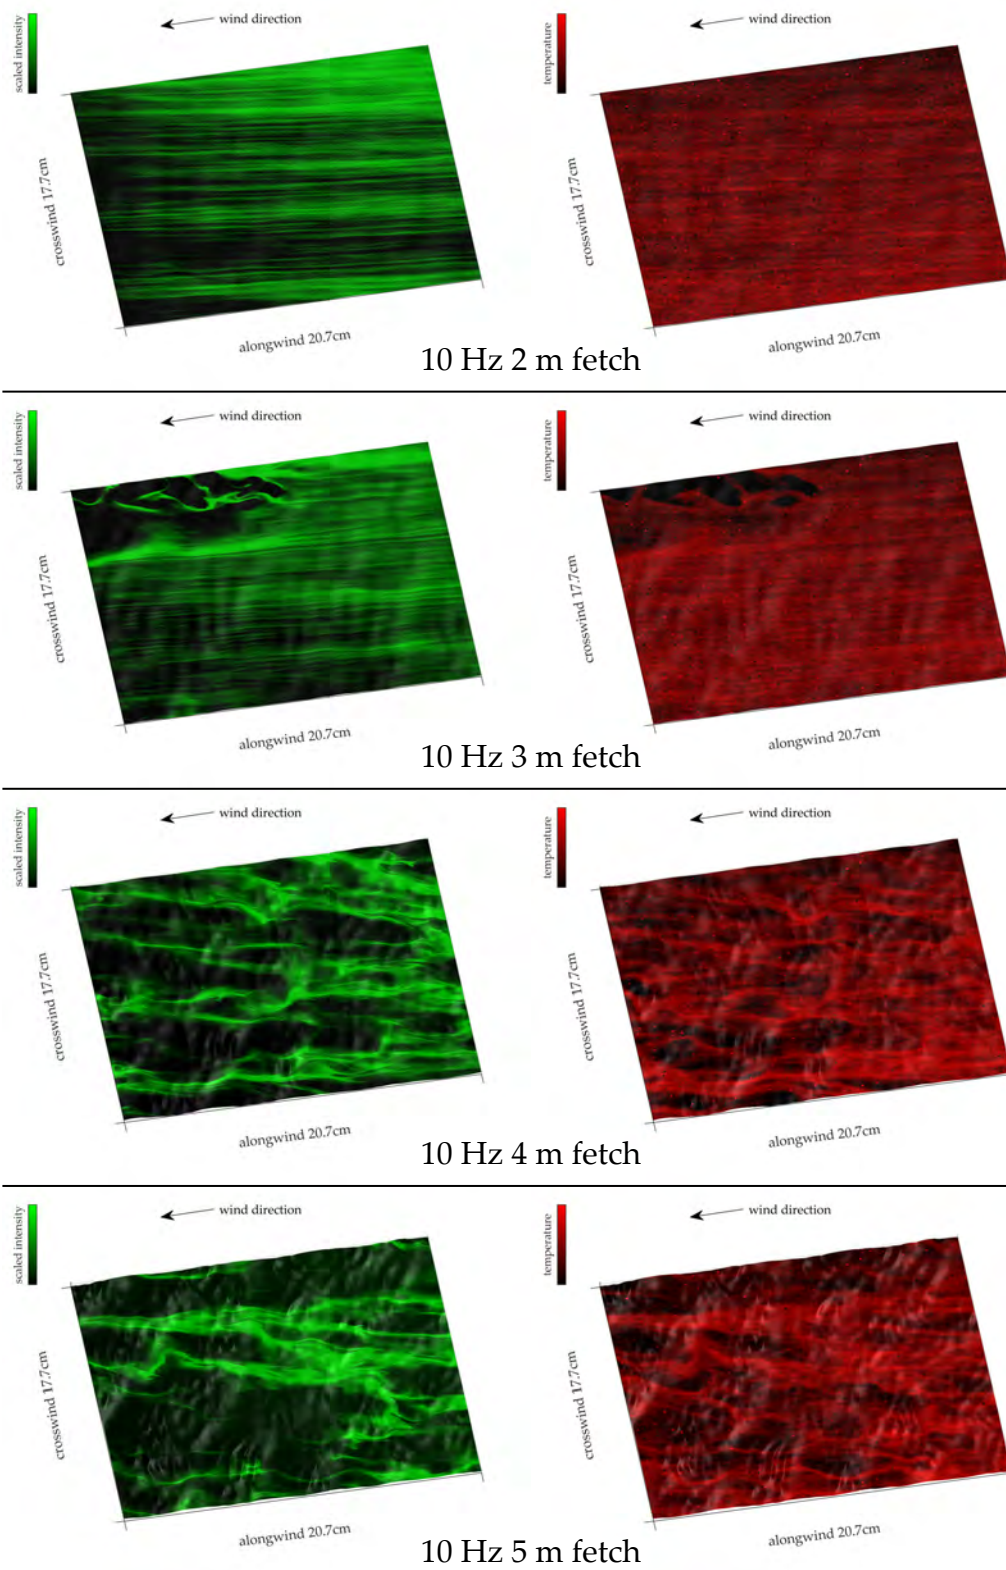 scaled intensity
wind direction
crosswind 17.7cm
alongwind 20.7cm
temperature
wind direction
crosswind 17.7cm
alongwind 20.7cm
10 Hz 2 m fetch
scaled intensity
wind direction
crosswind 17.7cm
alongwind 20.7cm
temperature
wind direction
crosswind 17.7cm
alongwind 20.7cm
10 Hz 3 m fetch
scaled intensity
wind direction
crosswind 17.7cm
alongwind 20.7cm
temperature
wind direction
crosswind 17.7cm
alongwind 20.7cm
10 Hz 4 m fetch
scaled intensity
wind direction
crosswind 17.7cm
alongwind 20.7cm
temperature
wind direction
crosswind 17.7cm
alongwind 20.7cm
10 Hz 5 m fetch